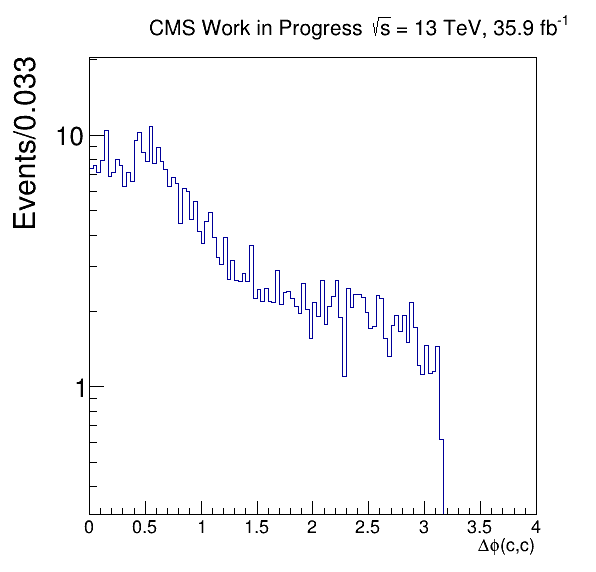 CMS Work in Progress √s = 13 TeV, 35.9 fb⁻¹
Events/0.033
10
1
0 0.5 1 1.5 2 2.5 3 3.5 4
Δϕ(c,c)